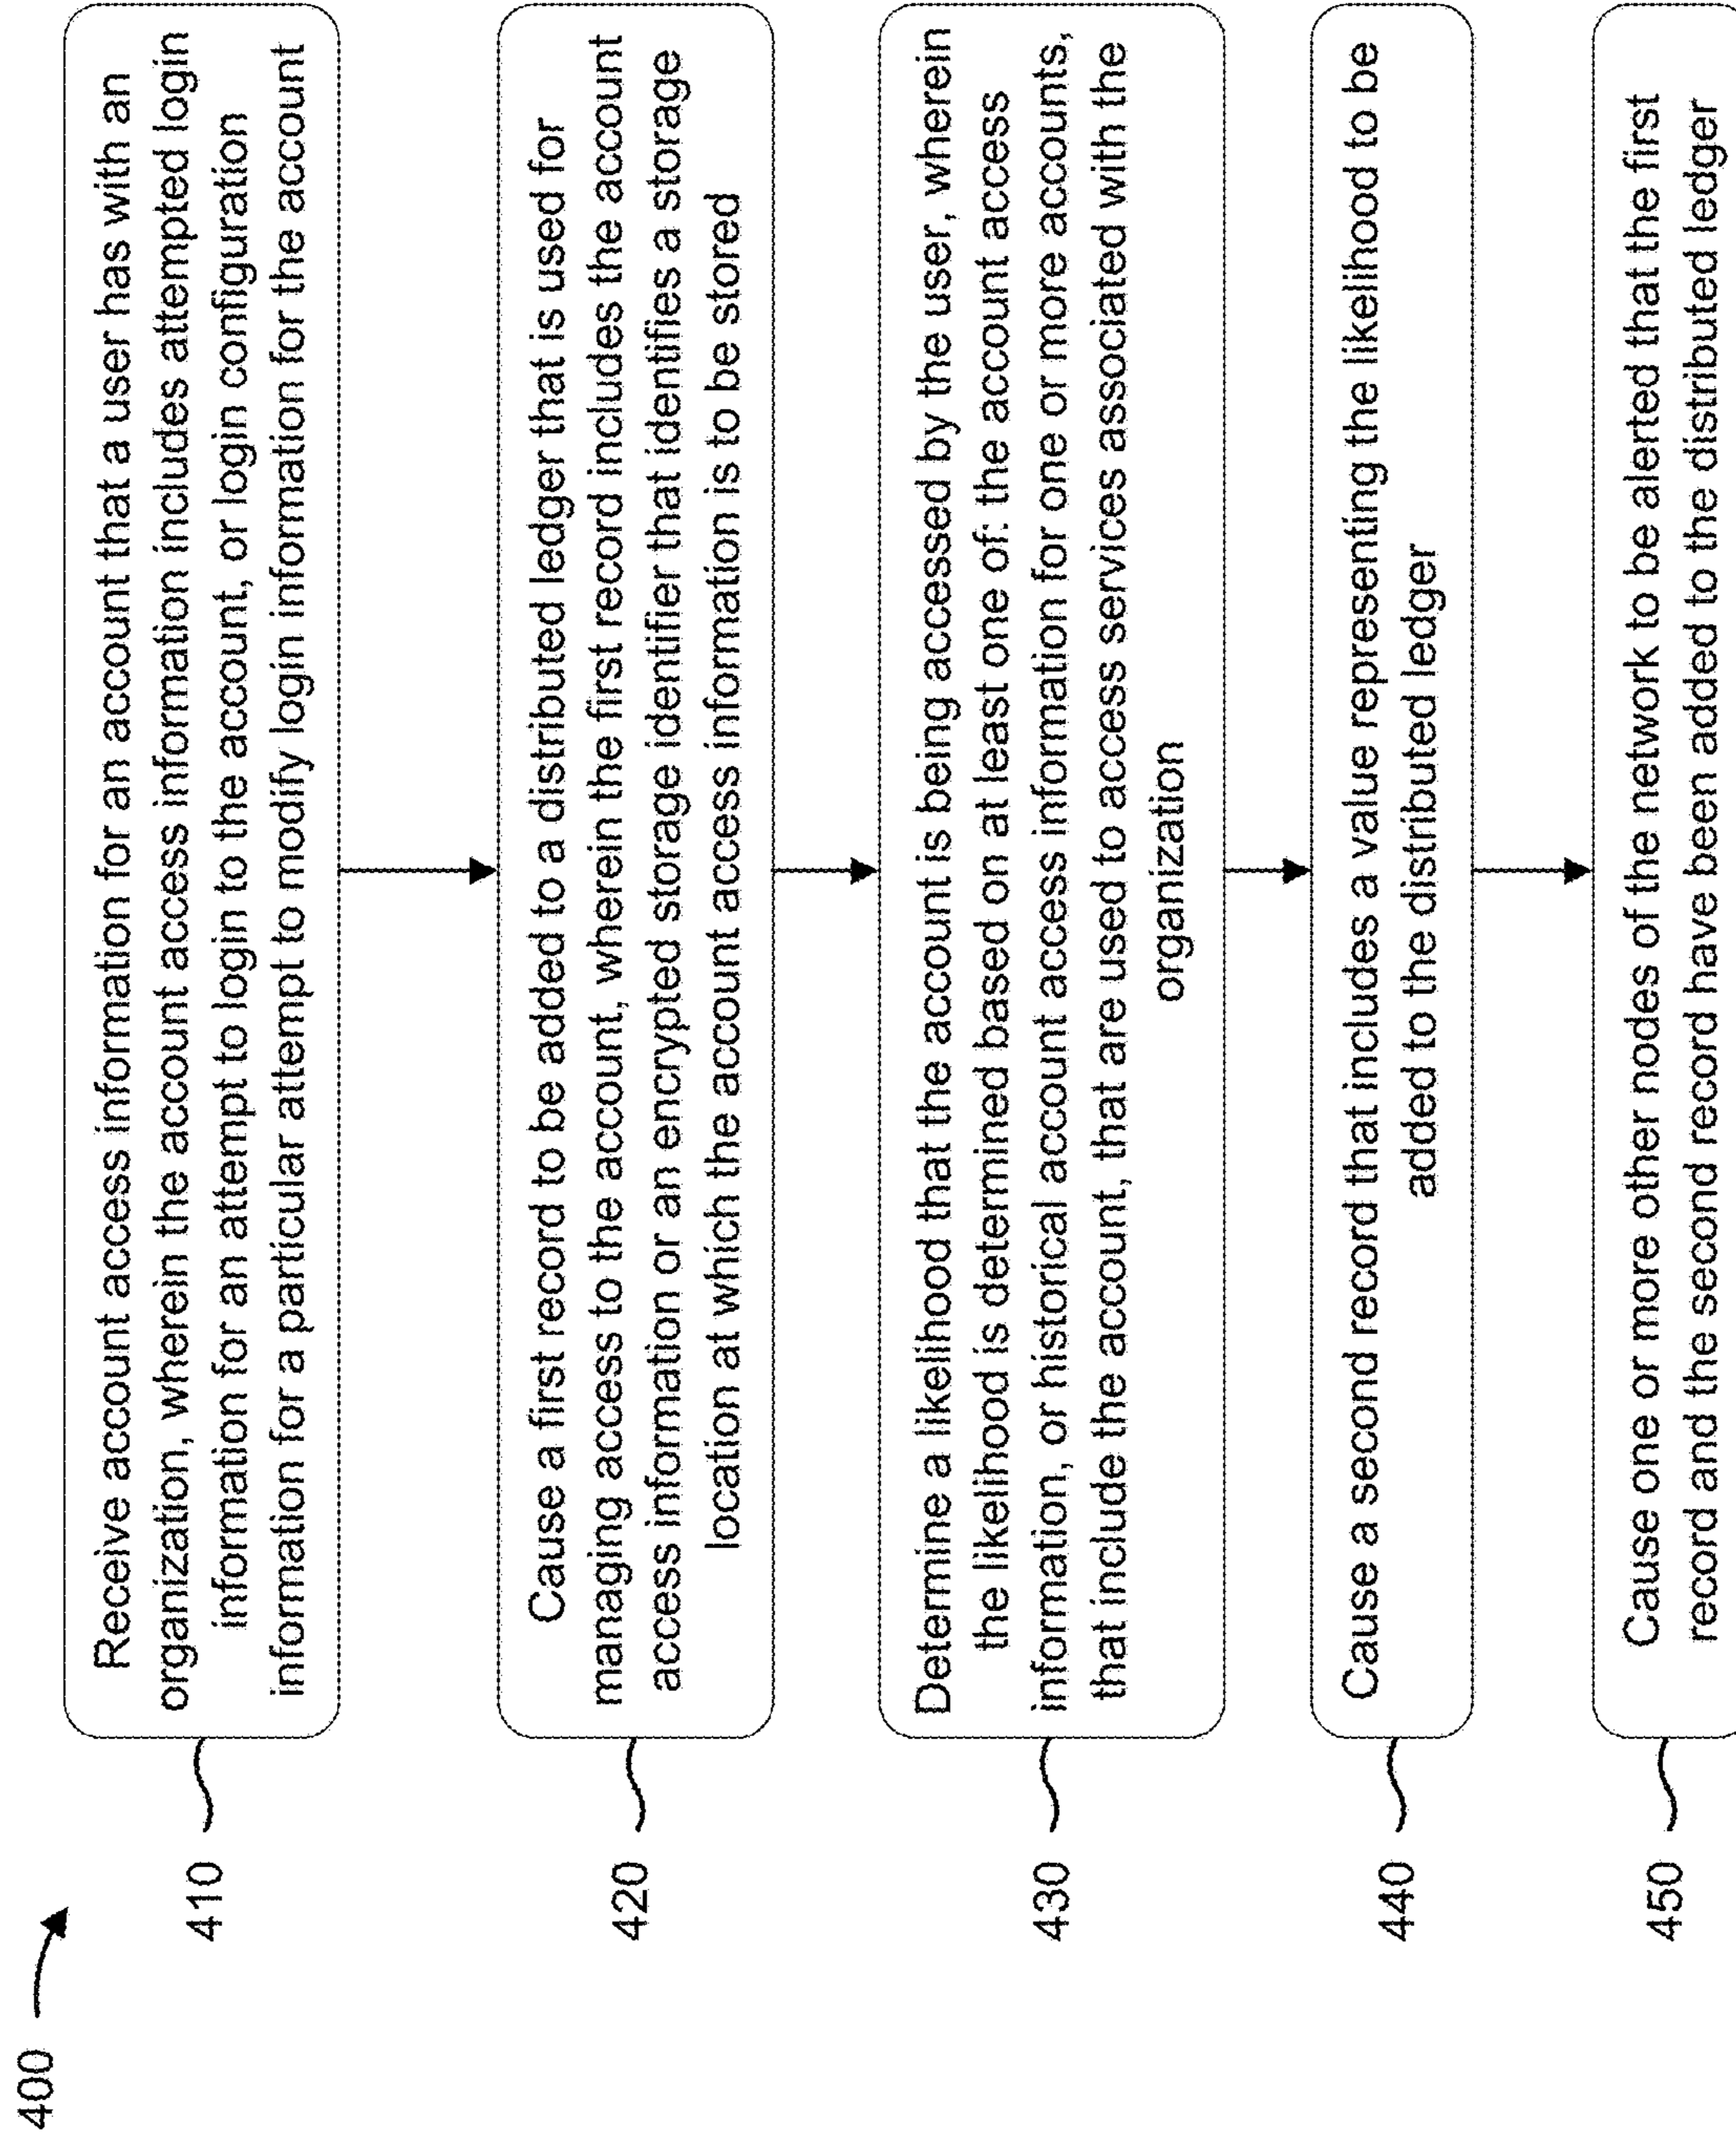 400
410
Receive account access information for an account that a user has with an
organization, wherein the account access information includes attempted login
information for an attempt to login to the account, or login configuration
information for a particular attempt to modify login information for the account
420
Cause a first record to be added to a distributed ledger that is used for
managing access to the account, wherein the first record includes the account
access information or an encrypted storage identifier that identifies a storage
location at which the account access information is to be stored
430
Determine a likelihood that the account is being accessed by the user, wherein
the likelihood is determined based on at least one of: the account access
information, or historical account access information for one or more accounts,
that include the account, that are used to access services associated with the
organization
440
Cause a second record that includes a value representing the likelihood to be
added to the distributed ledger
450
Cause one or more other nodes of the network to be alerted that the first
record and the second record have been added to the distributed ledger